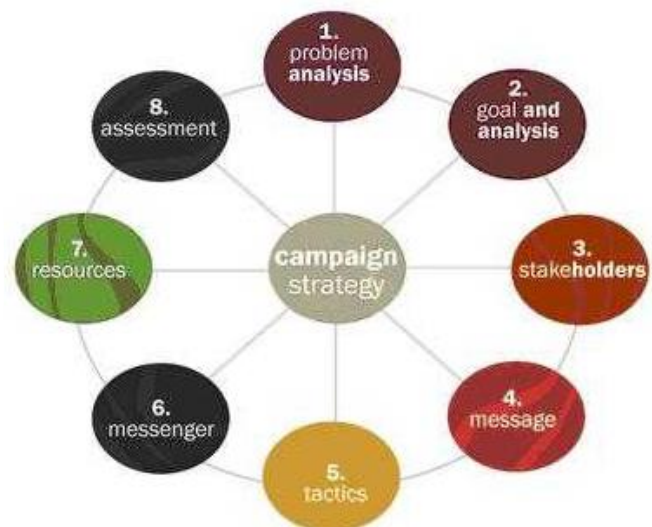 1.
problem
analysis
2.
goal and
analysis
3.
stakeholders
4.
message
5.
tactics
6.
messenger
7.
resources
8.
assessment
campaign
strategy